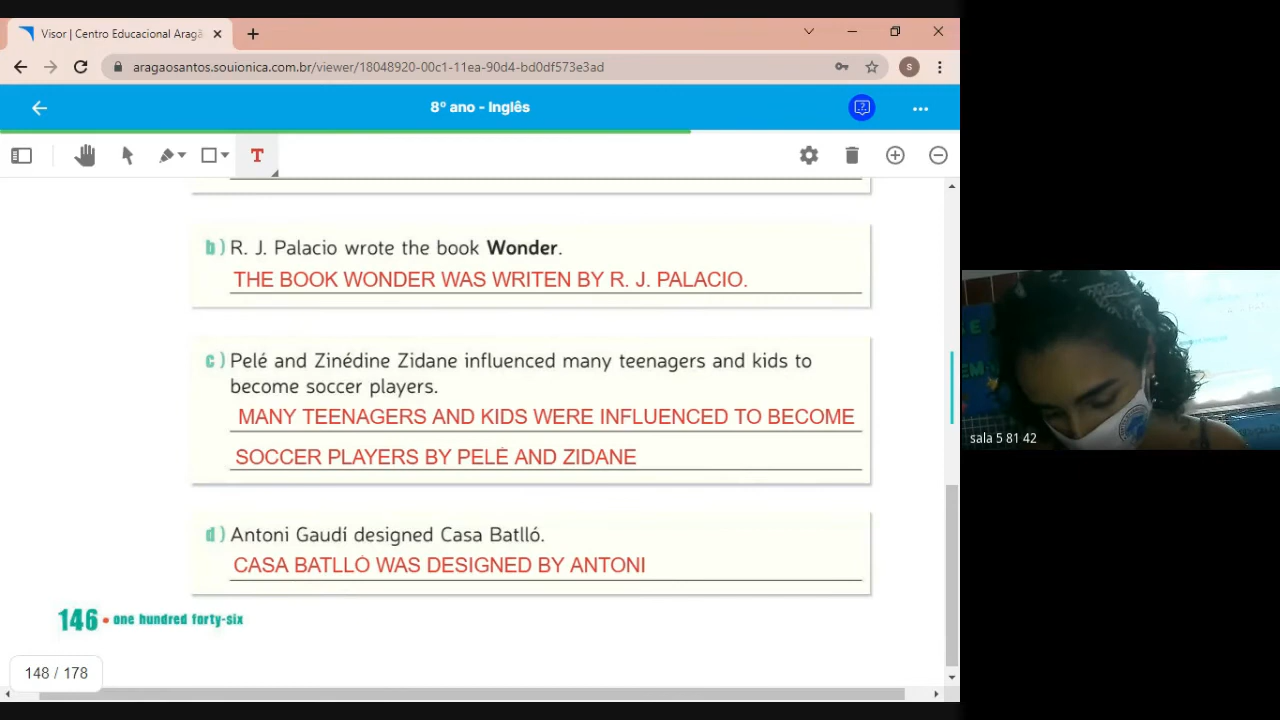 Visor | Centro Educacional Aragã
aragaosantos.souionica.com.br/viewer/18048920-00c1-11ea-90d4-bd0df573e3ad
s
8º ano - Inglês
T
b) R. J. Palacio wrote the book Wonder.
THE BOOK WONDER WAS WRITEN BY R. J. PALACIO.
c) Pelé and Zinédine Zidane influenced many teenagers and kids to
become soccer players.
MANY TEENAGERS AND KIDS WERE INFLUENCED TO BECOME
SOCCER PLAYERS BY PELÉ AND ZIDANE
d) Antoni Gaudí designed Casa Batlló.
CASA BATLLÓ WAS DESIGNED BY ANTONI
146 • one hundred forty-six
148 / 178
sala 5 81 42